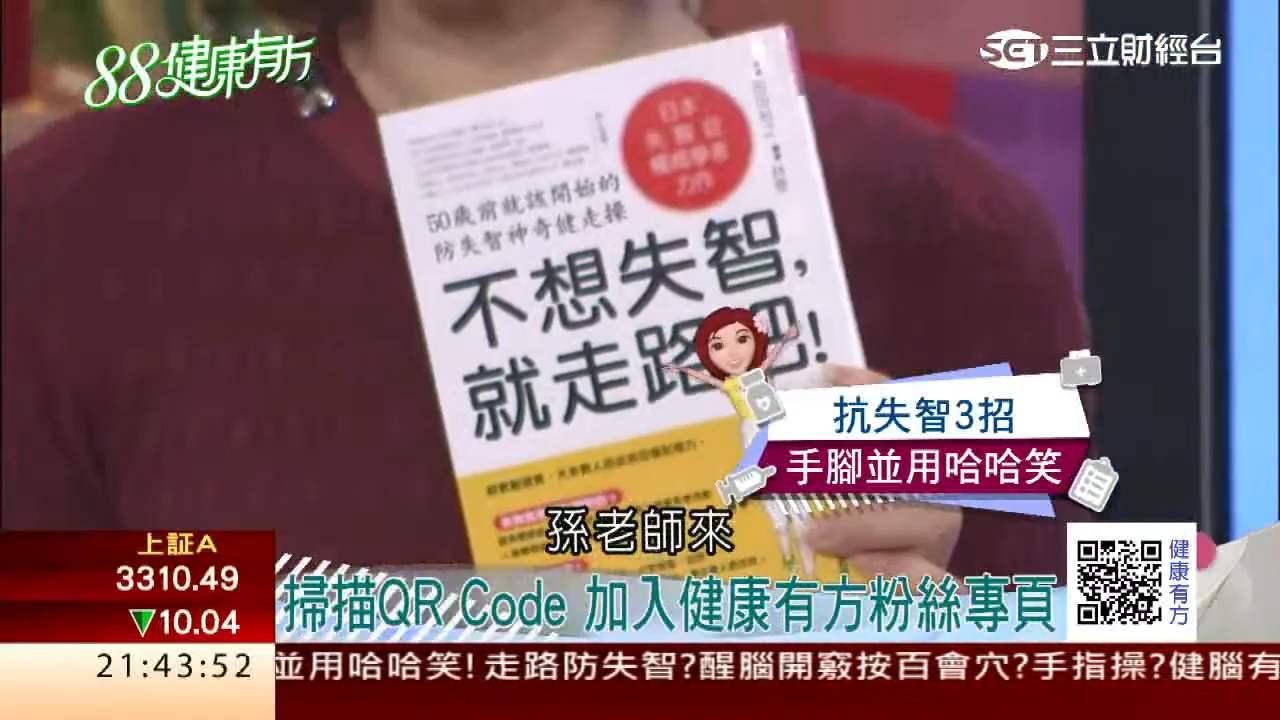 88健康有方
SET三立財經台
日本
失智症
權威學者
力作
50歲前就該開始的
防失智神奇健走操
不想失智，
就走路吧!
抗失智3招
手腳並用哈哈笑
孫老師來
上証A
3310.49
▼10.04
掃描QR Code 加入健康有方粉絲專頁
健康有方
21:43:52
並用哈哈笑!走路防失智?醒腦開竅按百會穴?手指操?健腦有